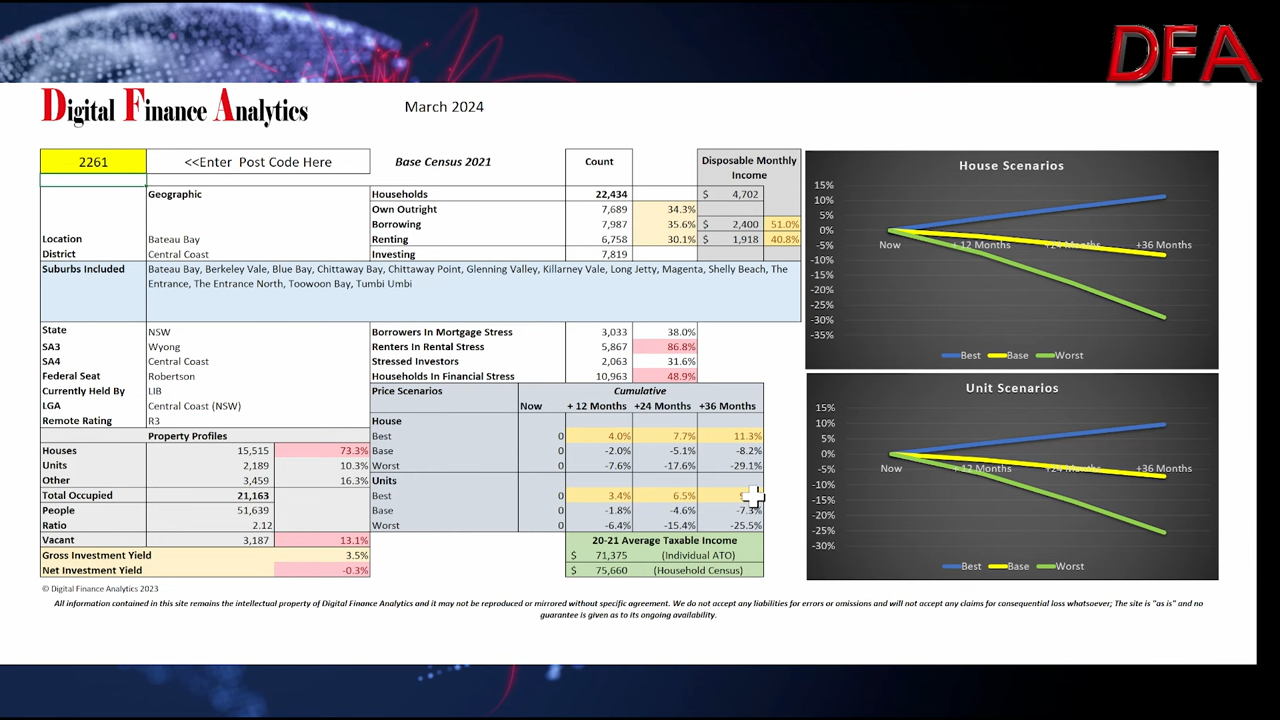 DFA
Digital Finance Analytics March 2024
2261 <<Enter Post Code Here Base Census 2021 Count Disposable Monthly Income
Geographic Households 22,434 $ 4,702
Own Outright 7,689 34.3%
Borrowing 7,987 35.6% $ 2,400 51.0%
Location Bateau Bay Renting 6,758 30.1% $ 1,918 40.8%
District Central Coast Investing 7,819
Suburbs Included Bateau Bay, Berkeley Vale, Blue Bay, Chittaway Bay, Chittaway Point, Glenning Valley, Killarney Vale, Long Jetty, Magenta, Shelly Beach, The
Entrance, The Entrance North, Toowoon Bay, Tumbi Umbi
State NSW Borrowers In Mortgage Stress 3,033 38.0%
SA3 Wyong Renters In Rental Stress 5,867 86.8%
SA4 Central Coast Stressed Investors 2,063 31.6%
Federal Seat Robertson Households In Financial Stress 10,963 48.9%
Currently Held By LIB Price Scenarios Cumulative
LGA Central Coast (NSW) Now + 12 Months +24 Months +36 Months
Remote Rating R3 House
Property Profiles Best 0 4.0% 7.7% 11.3%
Houses 15,515 73.3% Base 0 -2.0% -5.1% -8.2%
Units 2,189 10.3% Worst 0 -7.6% -17.6% -29.1%
Other 3,459 16.3% Units
Total Occupied 21,163 Best 0 3.4% 6.5%
People 51,639 Base 0 -1.8% -4.6% -7.3%
Ratio 2.12 Worst 0 -6.4% -15.4% -25.5%
Vacant 3,187 13.1% 20-21 Average Taxable Income
Gross Investment Yield 3.5% $ 71,375 (Individual ATO)
Net Investment Yield -0.3% $ 75,660 (Household Census)
© Digital Finance Analytics 2023
All information contained in this site remains the intellectual property of Digital Finance Analytics and it may not be reproduced or mirrored without specific agreement. We do not accept any liabilities for errors or omissions and will not accept any claims for consequential loss whatsoever; The site is "as is" and no
guarantee is given as to its ongoing availability.
House Scenarios
15%
10%
5%
0%
-5% Now + 12 Months +24 Months +36 Months
-10%
-15%
-20%
-25%
-30%
-35%
Best Base Worst
Unit Scenarios
15%
10%
5%
0%
-5% Now + 12 Months +24 Months +36 Months
-10%
-15%
-20%
-25%
-30%
Best Base Worst